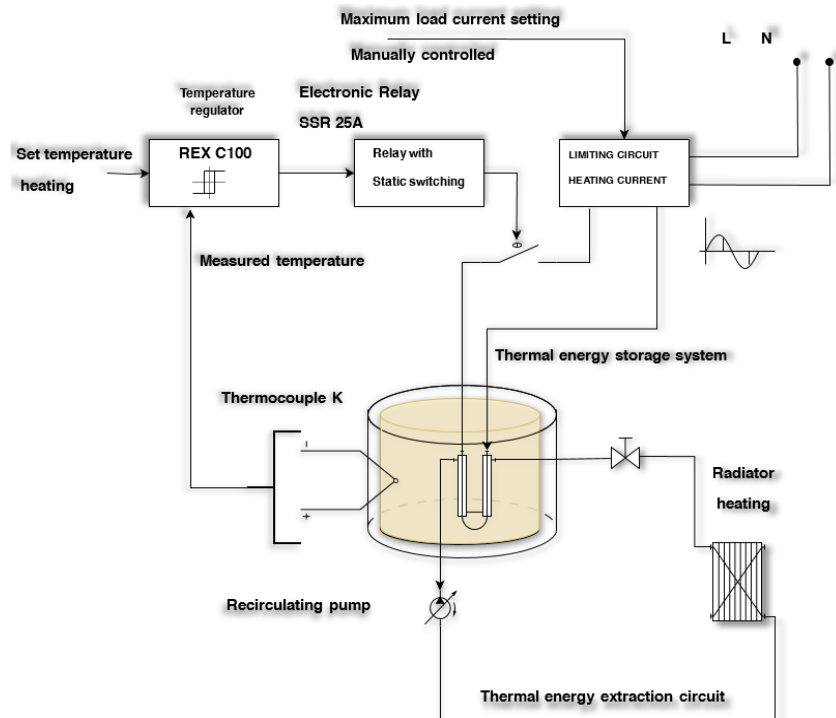 Maximum load current setting
Manually controlled
L N
Temperature
regulator
Electronic Relay
SSR 25A
Set temperature
heating
REX C100
Relay with
Static switching
LIMITING CIRCUIT
HEATING CURRENT
Measured temperature
Thermal energy storage system
Thermocouple K
−
+
Radiator
heating
Recirculating pump
Thermal energy extraction circuit